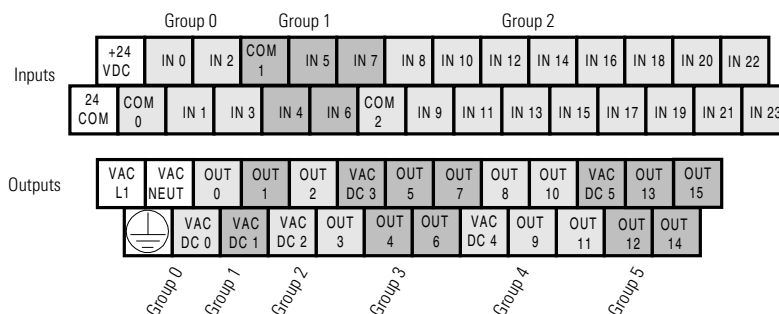 Group 0 Group 1 Group 2
Inputs
+24 VDC IN 0 IN 2 COM 1 IN 5 IN 7 IN 8 IN 10 IN 12 IN 14 IN 16 IN 18 IN 20 IN 22
24 COM COM 0 IN 1 IN 3 IN 4 IN 6 COM 2 IN 9 IN 11 IN 13 IN 15 IN 17 IN 19 IN 21 IN 23
Outputs
VAC L1 VAC NEUT OUT 0 OUT 1 OUT 2 VAC DC 3 OUT 5 OUT 7 OUT 8 OUT 10 VAC DC 5 OUT 13 OUT 15
VAC DC 0 VAC DC 1 VAC DC 2 OUT 3 OUT 4 OUT 6 VAC DC 4 OUT 9 OUT 11 OUT 12 OUT 14
Group 0 Group 1 Group 2 Group 3 Group 4 Group 5